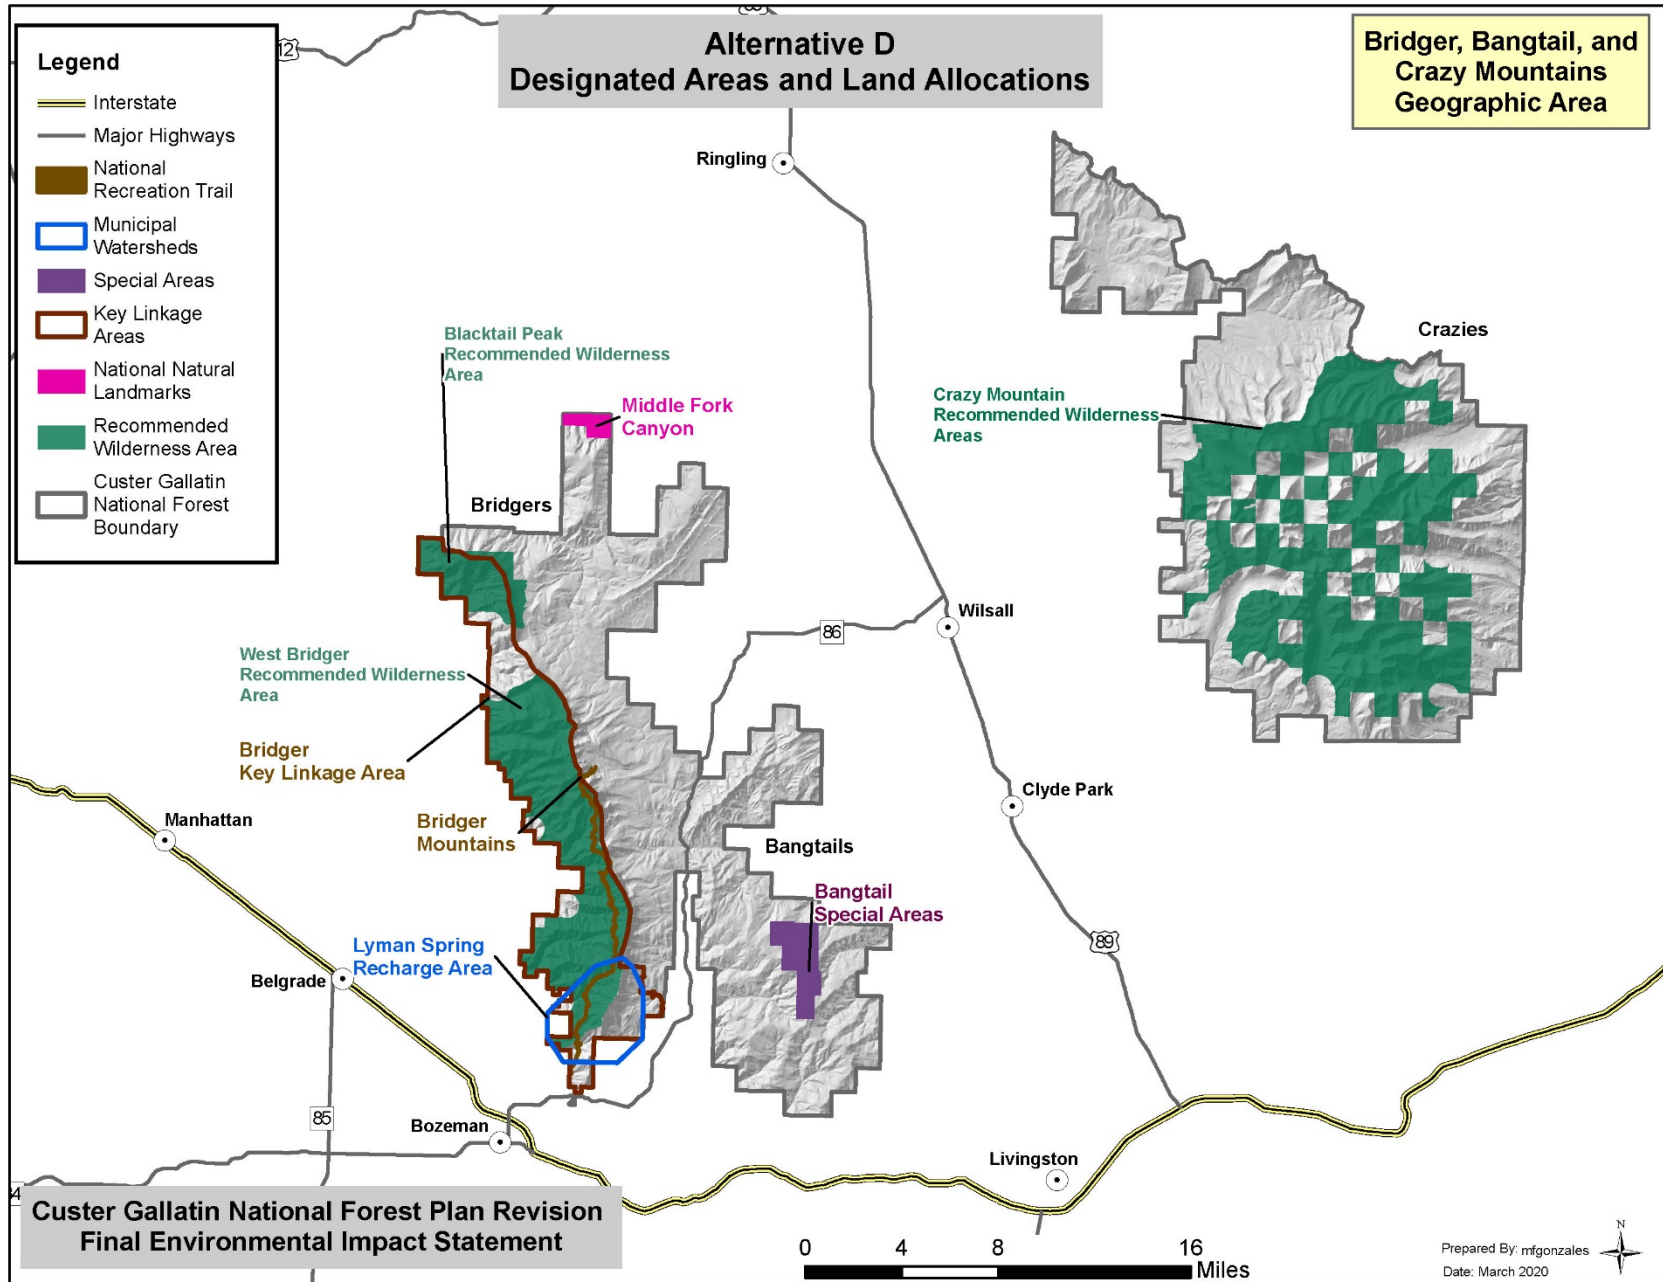 Alternative D
Designated Areas and Land Allocations
Bridger, Bangtail, and
Crazy Mountains
Geographic Area
Legend
Interstate
Major Highways
National
Recreation Trail
Municipal
Watersheds
Special Areas
Key Linkage
Areas
National Natural
Landmarks
Recommended
Wilderness Area
Custer Gallatin
National Forest
Boundary
12
Ringling
Crazies
Blacktail Peak
Recommended Wilderness
Area
Middle Fork
Canyon
Crazy Mountain
Recommended Wilderness
Areas
Bridgers
Wilsall
86
West Bridger
Recommended Wilderness
Area
Bridger
Key Linkage Area
Clyde Park
Manhattan
Bridger
Mountains
Bangtails
Bangtail
Special Areas
Lyman Spring
Recharge Area
89
Belgrade
85
Bozeman
Livingston
Custer Gallatin National Forest Plan Revision
Final Environmental Impact Statement
0 4 8 16
Miles
N
Prepared By: mfgonzales
Date: March 2020